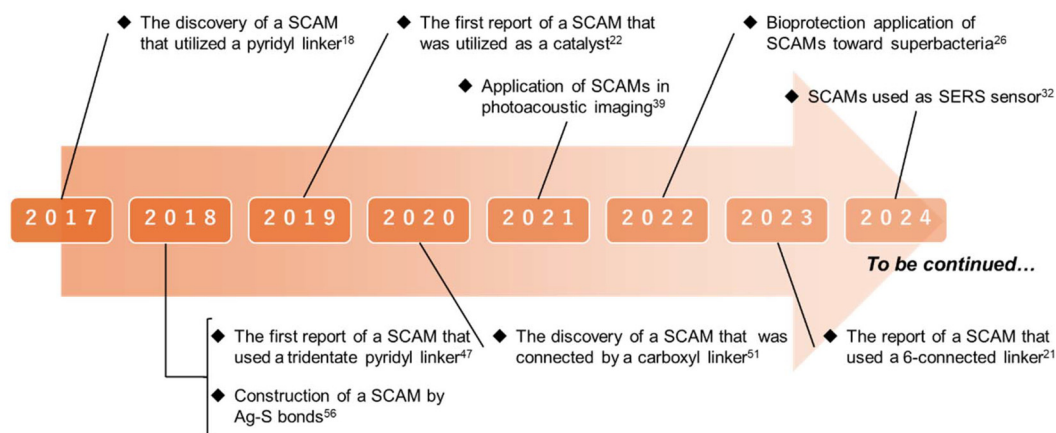 ◆ The discovery of a SCAM
that utilized a pyridyl linker¹⁸
◆ The first report of a SCAM that
was utilized as a catalyst²²
◆ Application of SCAMs in
photoacoustic imaging³⁹
◆ Bioprotection application of
SCAMs toward superbacteria²⁶
◆ SCAMs used as SERS sensor³²
2017
2018
2019
2020
2021
2022
2023
2024
To be continued...
◆ The first report of a SCAM that
used a tridentate pyridyl linker⁴⁷
◆ Construction of a SCAM by
Ag-S bonds⁵⁶
◆ The discovery of a SCAM that was
connected by a carboxyl linker⁵¹
◆ The report of a SCAM that
used a 6-connected linker²¹